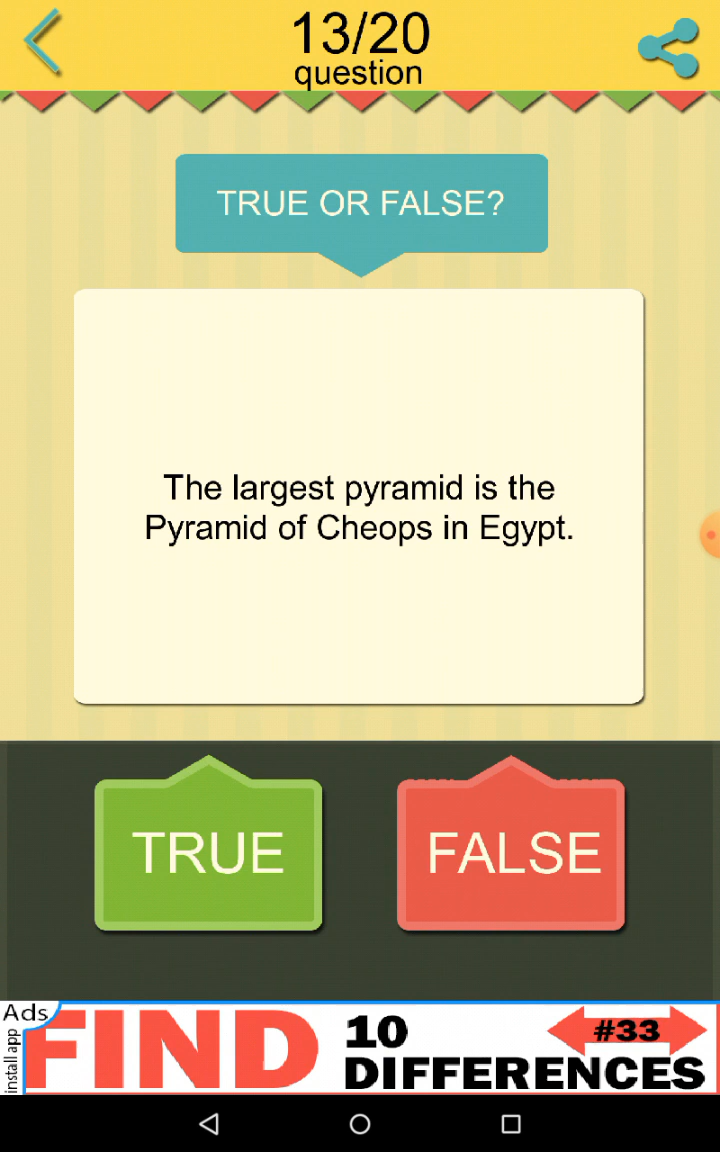 13/20
question
TRUE OR FALSE?
The largest pyramid is the
Pyramid of Cheops in Egypt.
TRUE
FALSE
Ads
install app
FIND
10
DIFFERENCES
#33